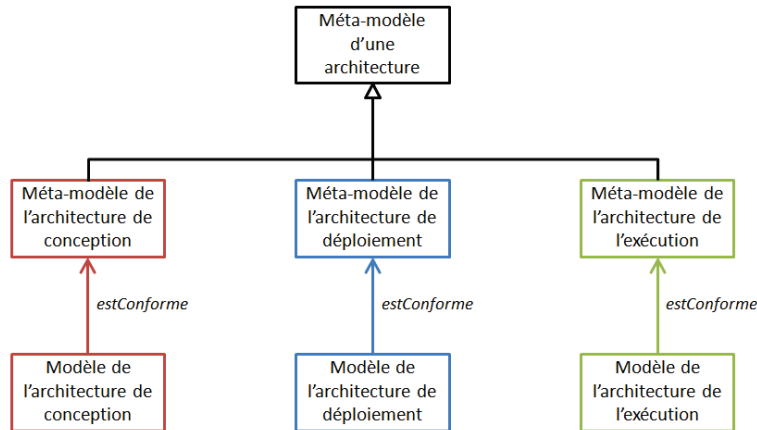 Méta-modèle
d'une
architecture
Méta-modèle de
l'architecture de
conception
Méta-modèle de
l'architecture de
déploiement
Méta-modèle de
l'architecture de
l'exécution
estConforme
estConforme
estConforme
Modèle de
l'architecture de
conception
Modèle de
l'architecture de
déploiement
Modèle de
l'architecture de
l'exécution